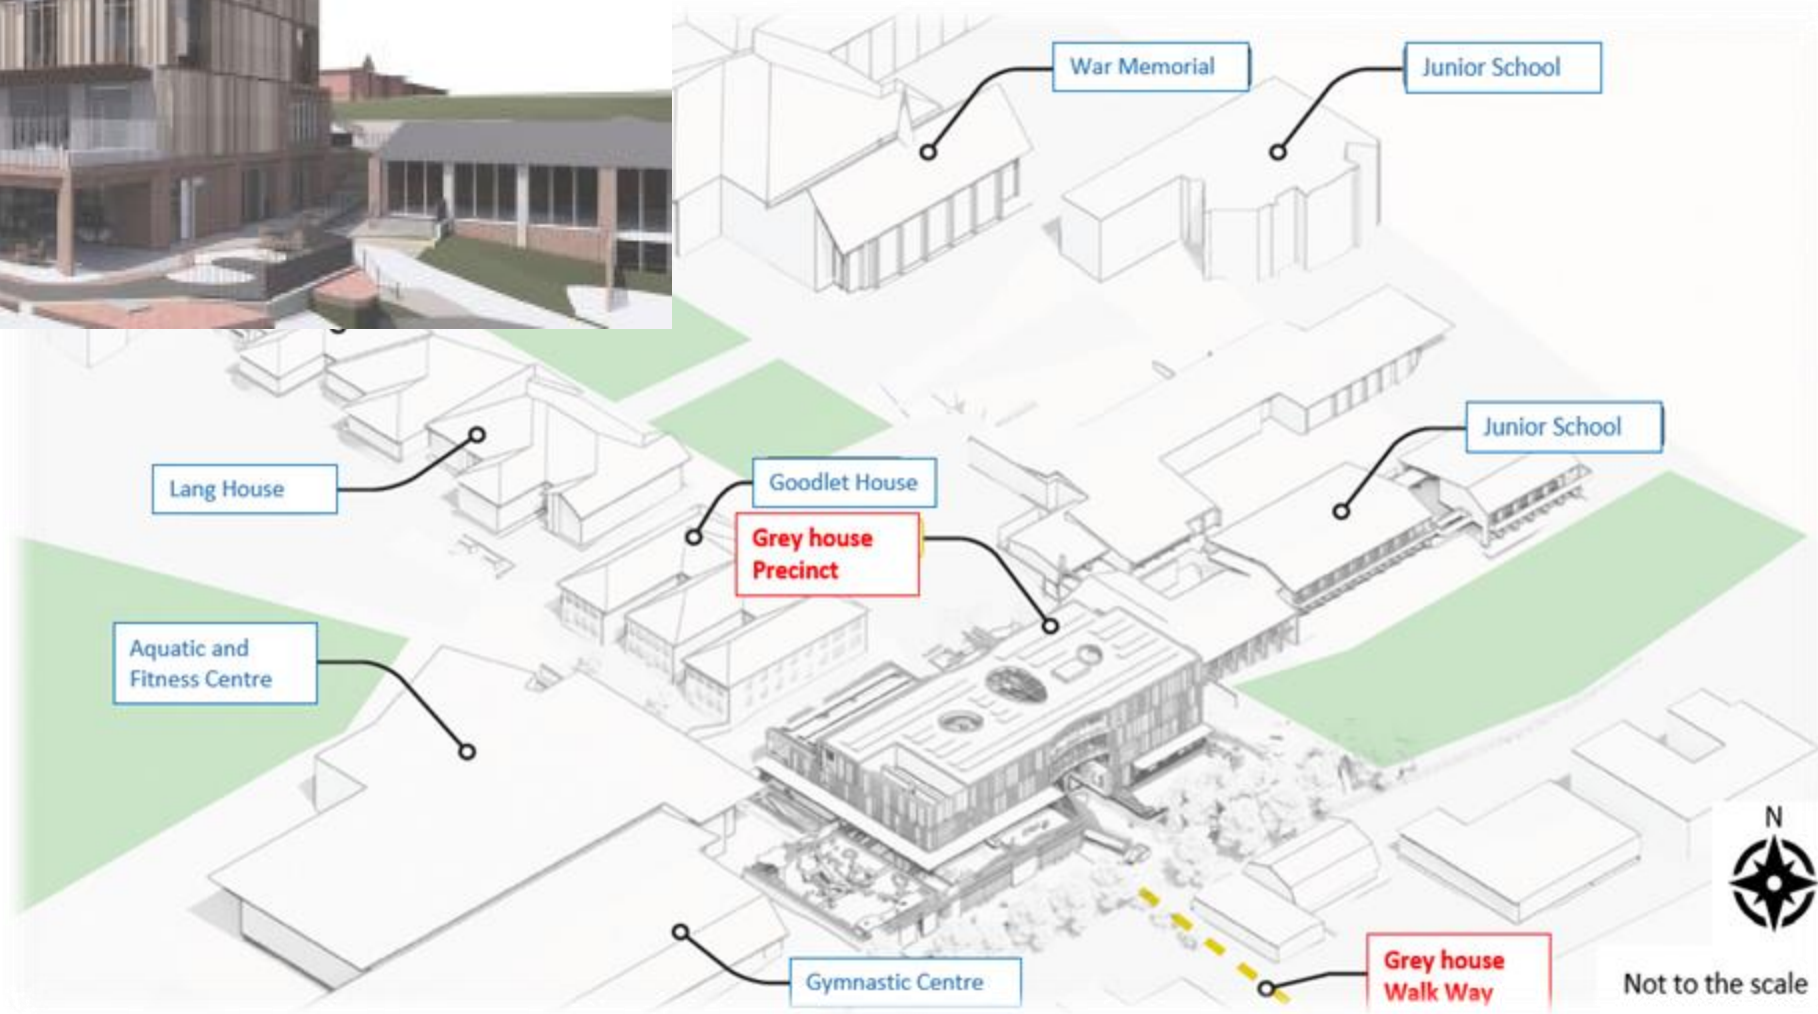 War Memorial
Junior School
Junior School
Lang House
Goodlet House
Grey house
Precinct
Aquatic and
Fitness Centre
N
Grey house
Walk Way
Gymnastic Centre
Not to the scale